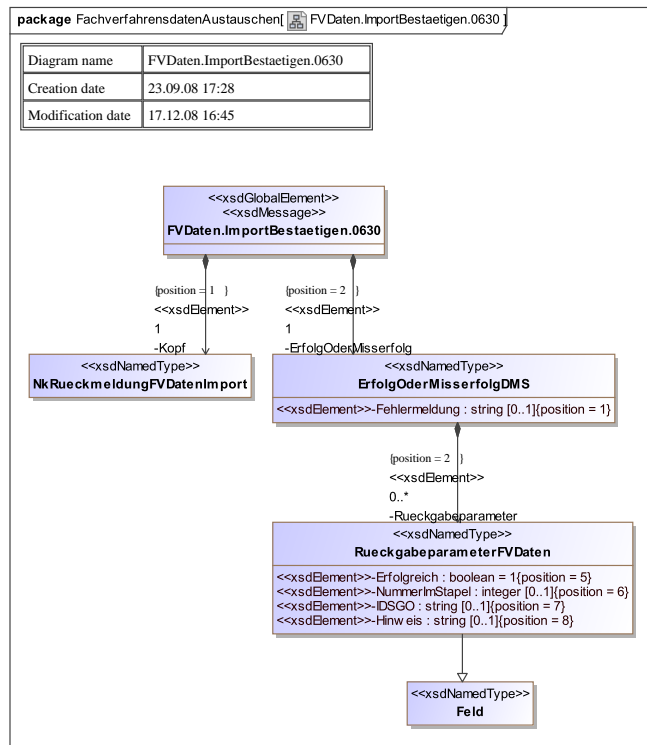 package FachverfahrensdatenAustauschen[ FVDaten.ImportBestaetigen.0630 ]
Diagram name FVDaten.ImportBestaetigen.0630
Creation date 23.09.08 17:28
Modification date 17.12.08 16:45
<<xsdGlobalElement>>
<<xsdMessage>>
FVDaten.ImportBestaetigen.0630
{position = 1 }
<<xsdElement>>
1
-Kopf
{position = 2 }
<<xsdElement>>
1
-ErfolgOderMisserfolg
<<xsdNamedType>>
NkRueckmeldungFVDatenImport
<<xsdNamedType>>
ErfolgOderMisserfolgDMS
<<xsdElement>>-Fehlermeldung : string [0..1]{position = 1}
{position = 2 }
<<xsdElement>>
0..*
-Rueckgabeparameter
<<xsdNamedType>>
RueckgabeparameterFVDaten
<<xsdElement>>-Erfolgreich : boolean = 1{position = 5}
<<xsdElement>>-NummerImStapel : integer [0..1]{position = 6}
<<xsdElement>>-IDSGO : string [0..1]{position = 7}
<<xsdElement>>-Hinweis : string [0..1]{position = 8}
<<xsdNamedType>>
Feld